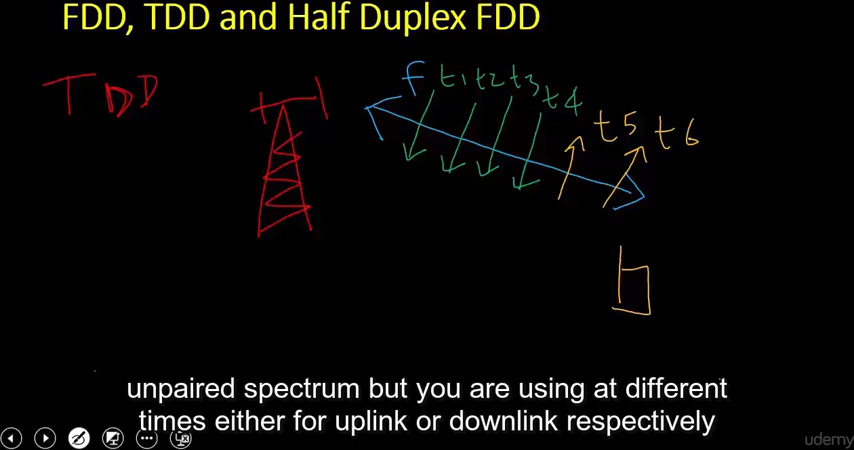 FDD, TDD and Half Duplex FDD
TDD
f t1 t2 t3 t4 t5 t6
unpaired spectrum but you are using at different
times either for uplink or downlink respectively
udemy